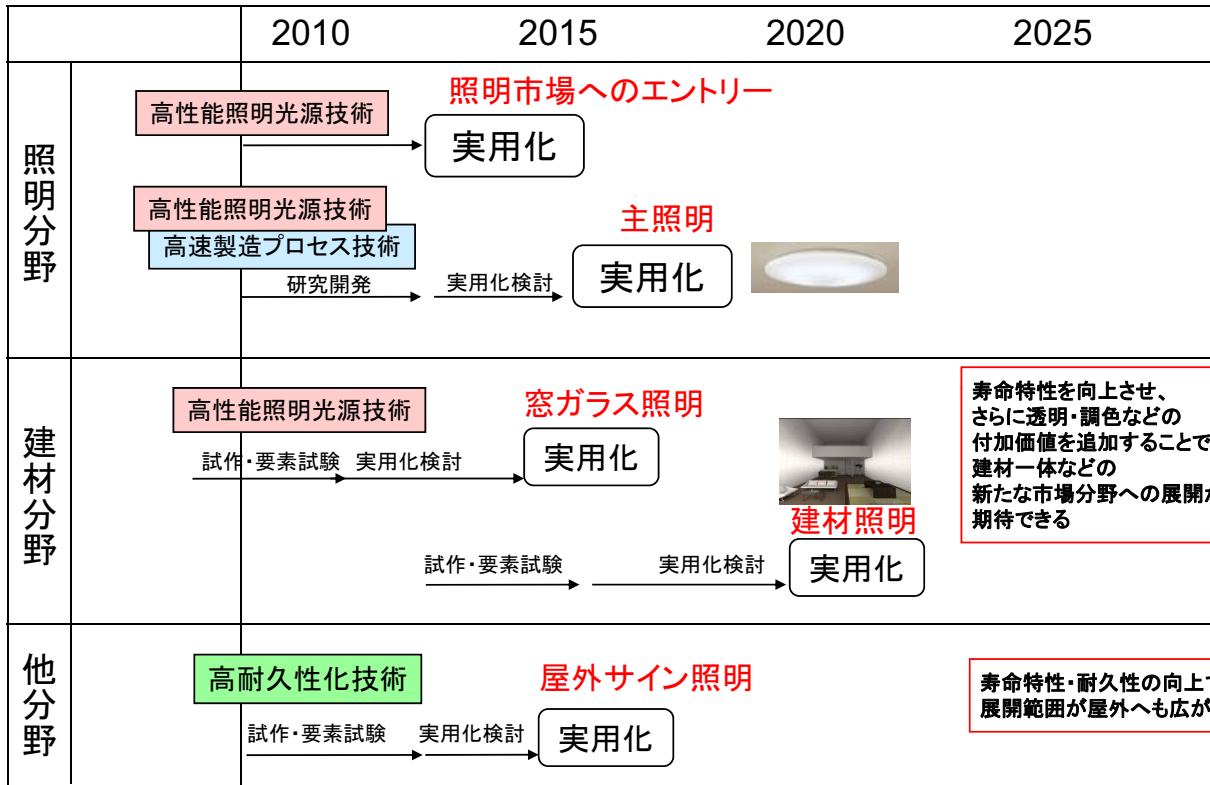 2010 2015 2020 2025
照明分野
照明市場へのエントリー
高性能照明光源技術
実用化
高性能照明光源技術
高速製造プロセス技術
主照明
実用化
研究開発 実用化検討
建材分野
高性能照明光源技術
窓ガラス照明
実用化
試作・要素試験 実用化検討
建材照明
試作・要素試験 実用化検討
実用化
寿命特性を向上させ、
さらに透明・調色などの
付加価値を追加することで
建材一体などの
新たな市場分野への展開が
期待できる
他分野
高耐久性化技術
屋外サイン照明
試作・要素試験 実用化検討
実用化
寿命特性・耐久性の向上で
展開範囲が屋外へも広が